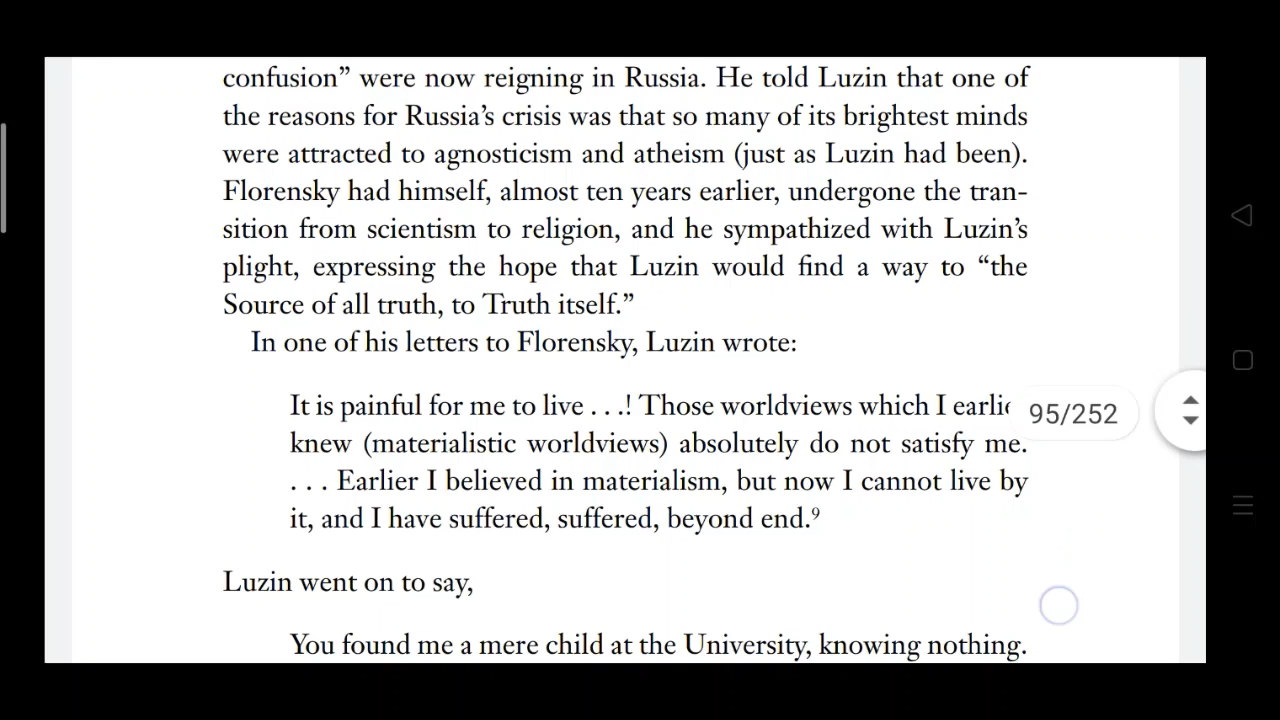 confusion” were now reigning in Russia. He told Luzin that one of
the reasons for Russia’s crisis was that so many of its brightest minds
were attracted to agnosticism and atheism (just as Luzin had been).
Florensky had himself, almost ten years earlier, undergone the tran-
sition from scientism to religion, and he sympathized with Luzin’s
plight, expressing the hope that Luzin would find a way to “the
Source of all truth, to Truth itself.”
In one of his letters to Florensky, Luzin wrote:
It is painful for me to live . . .! Those worldviews which I earlie
95/252
knew (materialistic worldviews) absolutely do not satisfy me.
. . . Earlier I believed in materialism, but now I cannot live by
it, and I have suffered, suffered, beyond end.⁹
Luzin went on to say,
You found me a mere child at the University, knowing nothing.